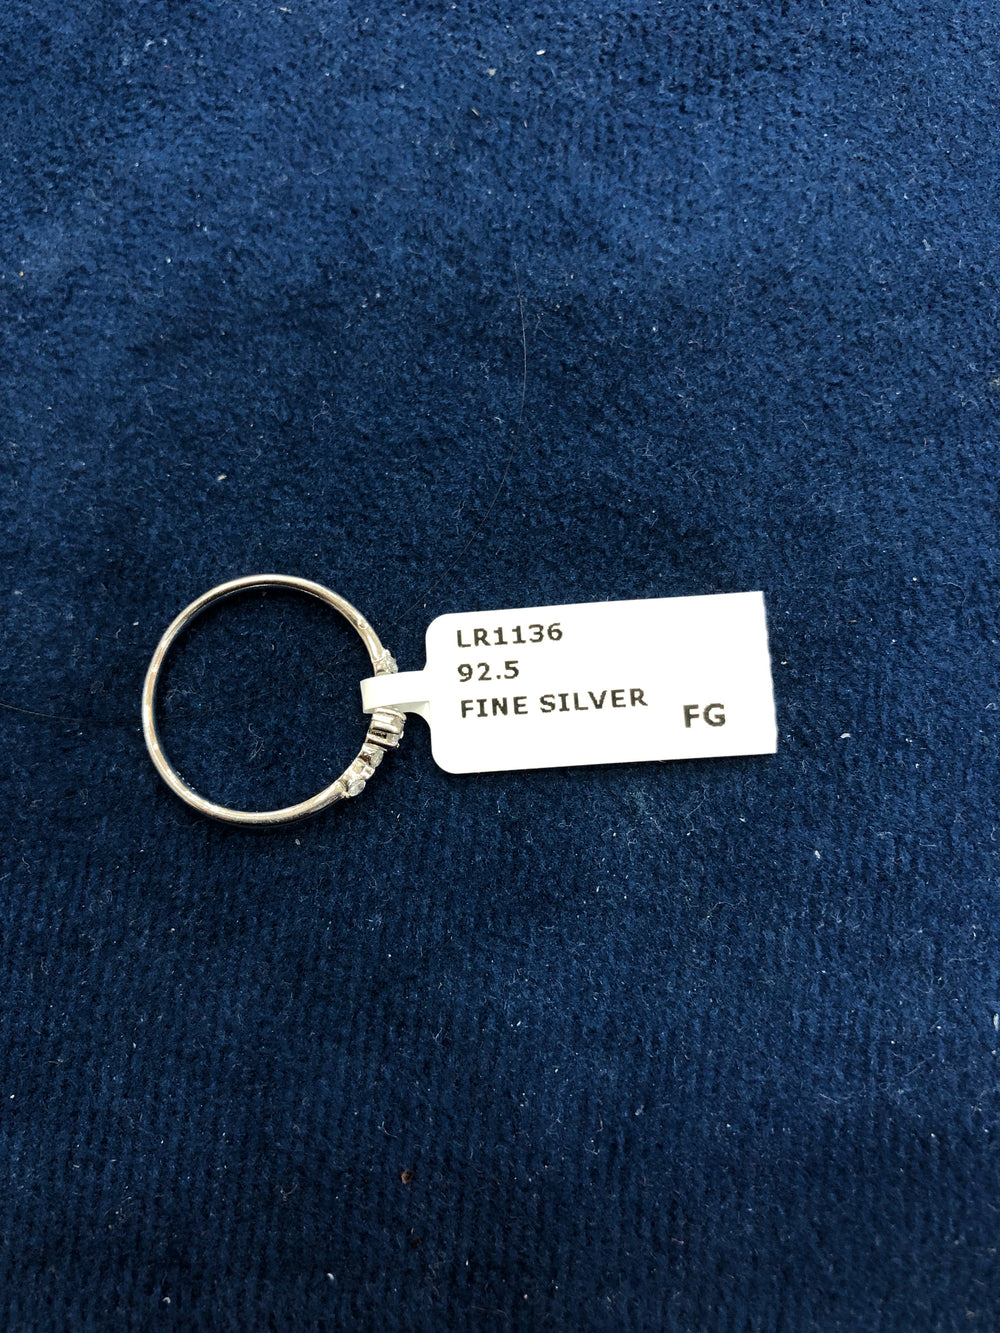 LR1136
92.5
FINE SILVER
FG